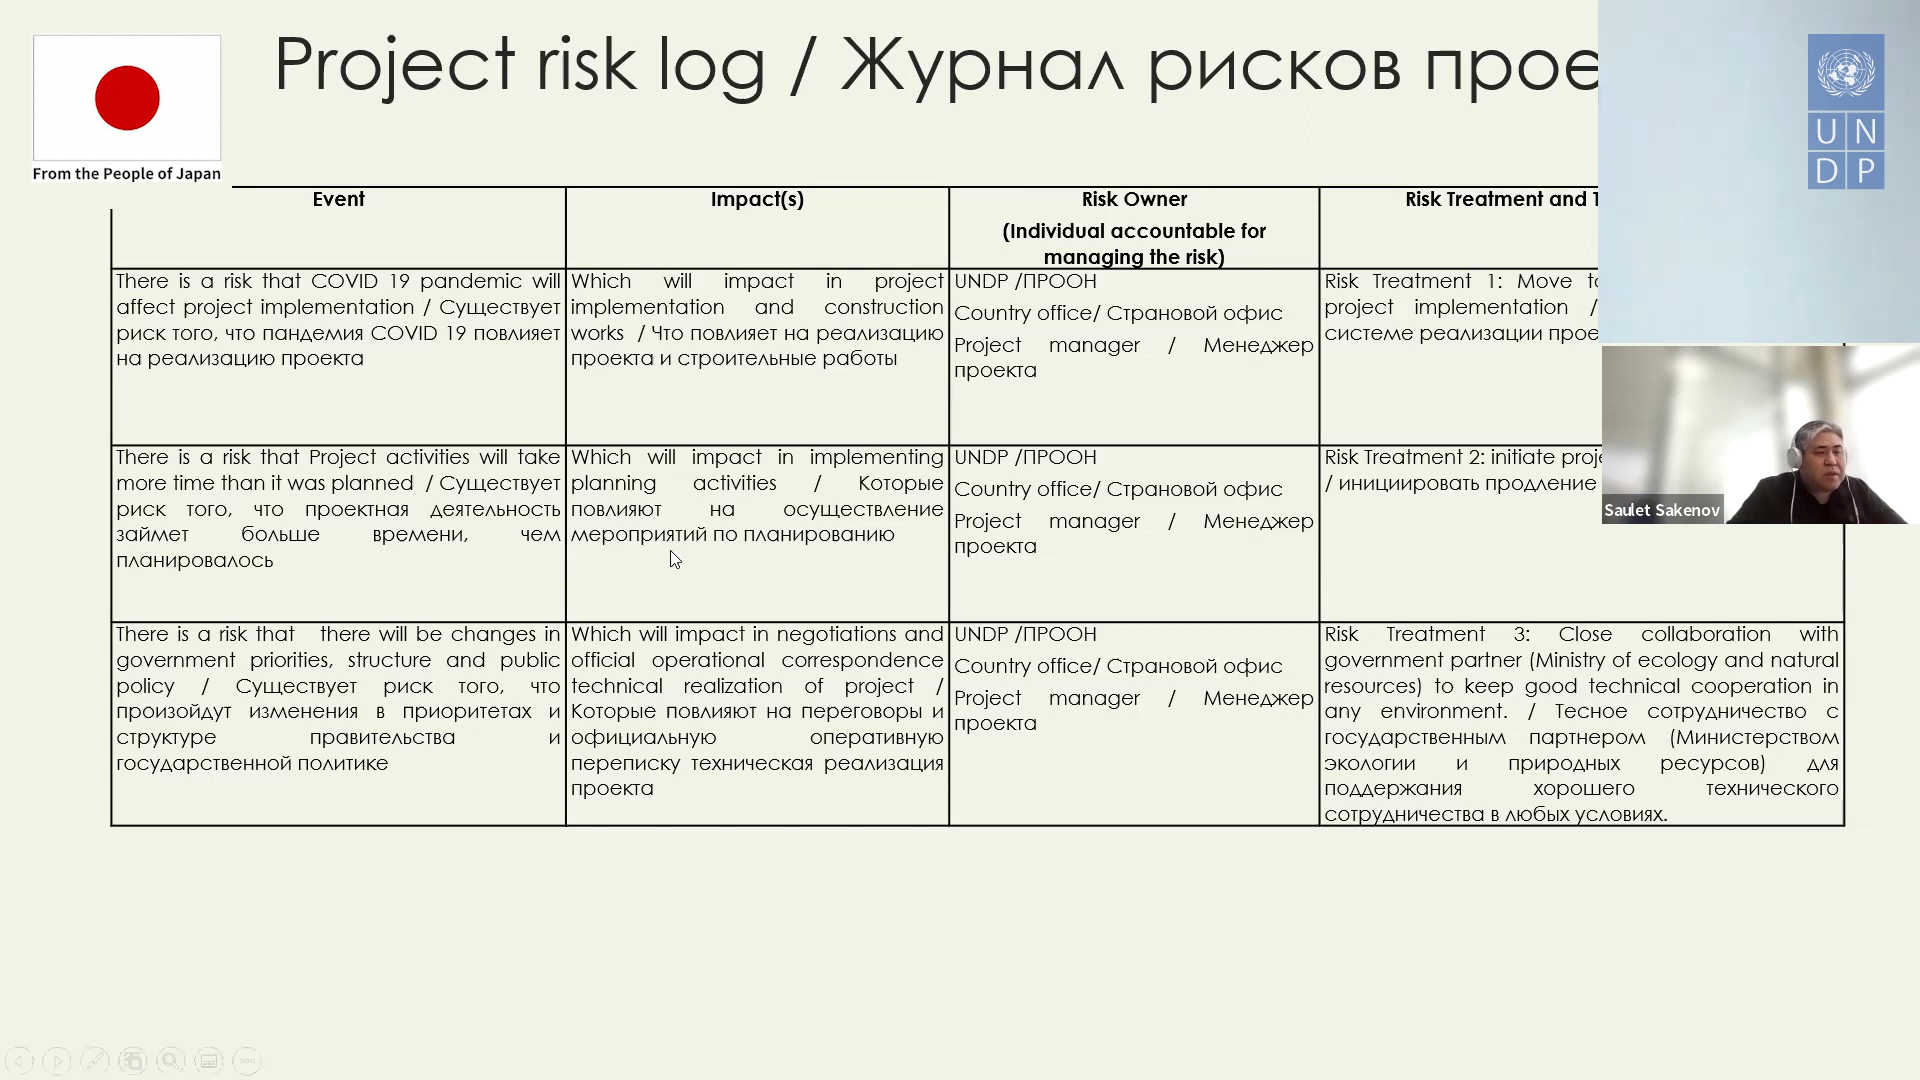 Project risk log / Журнал рисков
From the People of Japan
U N
D P
Event
Impact(s)
Risk Owner
(Individual accountable for
managing the risk)
Risk Treatment and
There is a risk that COVID 19 pandemic will
affect project implementation / Существует
риск того, что пандемия COVID 19 повлияет
на реализацию проекта
Which will impact in project
implementation and construction
works / Что повлияет на реализацию
проекта и строительные работы
UNDP /ПРООН
Country office/ Страновой офис
Project manager / Менеджер
проекта
Risk Treatment 1: Move
project implementation /
системе реализации
There is a risk that Project activities will take
more time than it was planned / Существует
риск того, что проектная деятельность
займет больше времени, чем
планировалось
Which will impact in implementing
planning activities / Которые
повлияют на осуществление
мероприятий по планированию
UNDP /ПРООН
Country office/ Страновой офис
Project manager / Менеджер
проекта
Risk Treatment 2: initiate
/ инициировать продление
Saulet Sakenov
There is a risk that there will be changes in
government priorities, structure and public
policy / Существует риск того, что
произойдут изменения в приоритетах и
структуре правительства и
государственной политике
Which will impact in negotiations and
official operational correspondence
technical realization of project /
Которые повлияют на переговоры и
официальную оперативную
переписку техническая реализация
проекта
UNDP /ПРООН
Country office/ Страновой офис
Project manager / Менеджер
проекта
Risk Treatment 3: Close collaboration with
government partner (Ministry of ecology and natural
resources) to keep good technical cooperation in
any environment. / Тесное сотрудничество с
государственным партнером (Министерством
экологии и природных ресурсов) для
поддержания хорошего технического
сотрудничества в любых условиях.